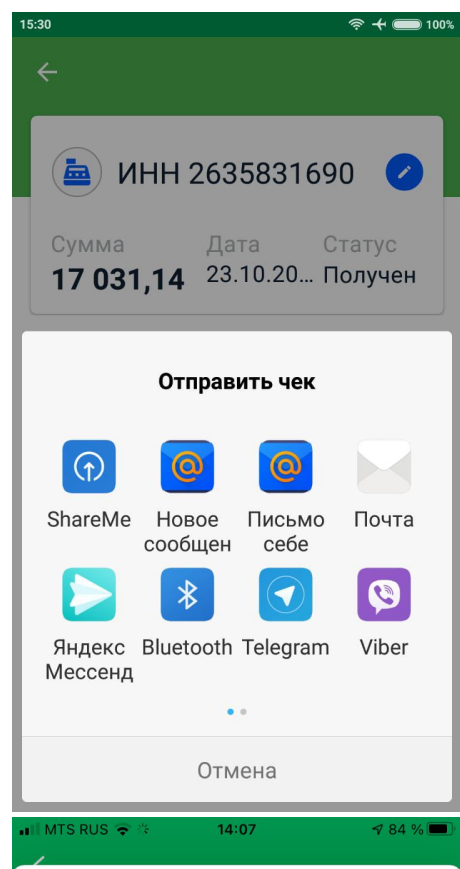 15:30 100%
ИНН 2635831690
Сумма Дата Статус
17 031,14 23.10.20... Получен
Отправить чек
ShareMe Новое сообщен Письмо себе Почта
Яндекс Мессенд Bluetooth Telegram Viber
Отмена
MTS RUS 14:07 84 %